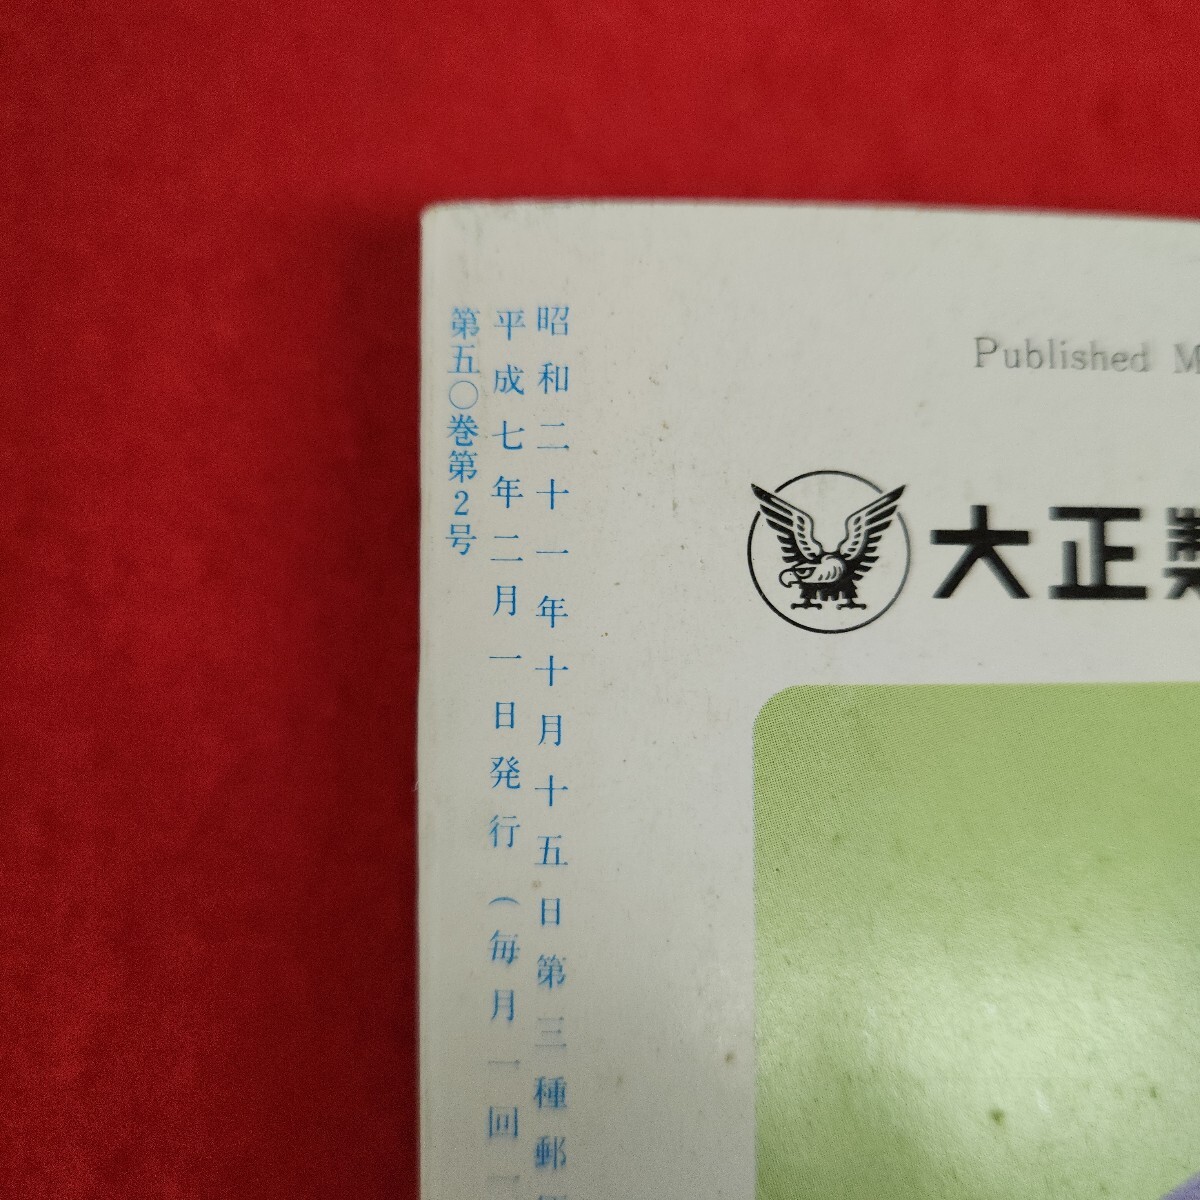 昭和二十一年十月十五日第三種郵
平成七年二月一日発行(毎月一回
第五〇巻第2号
Published M
大正製